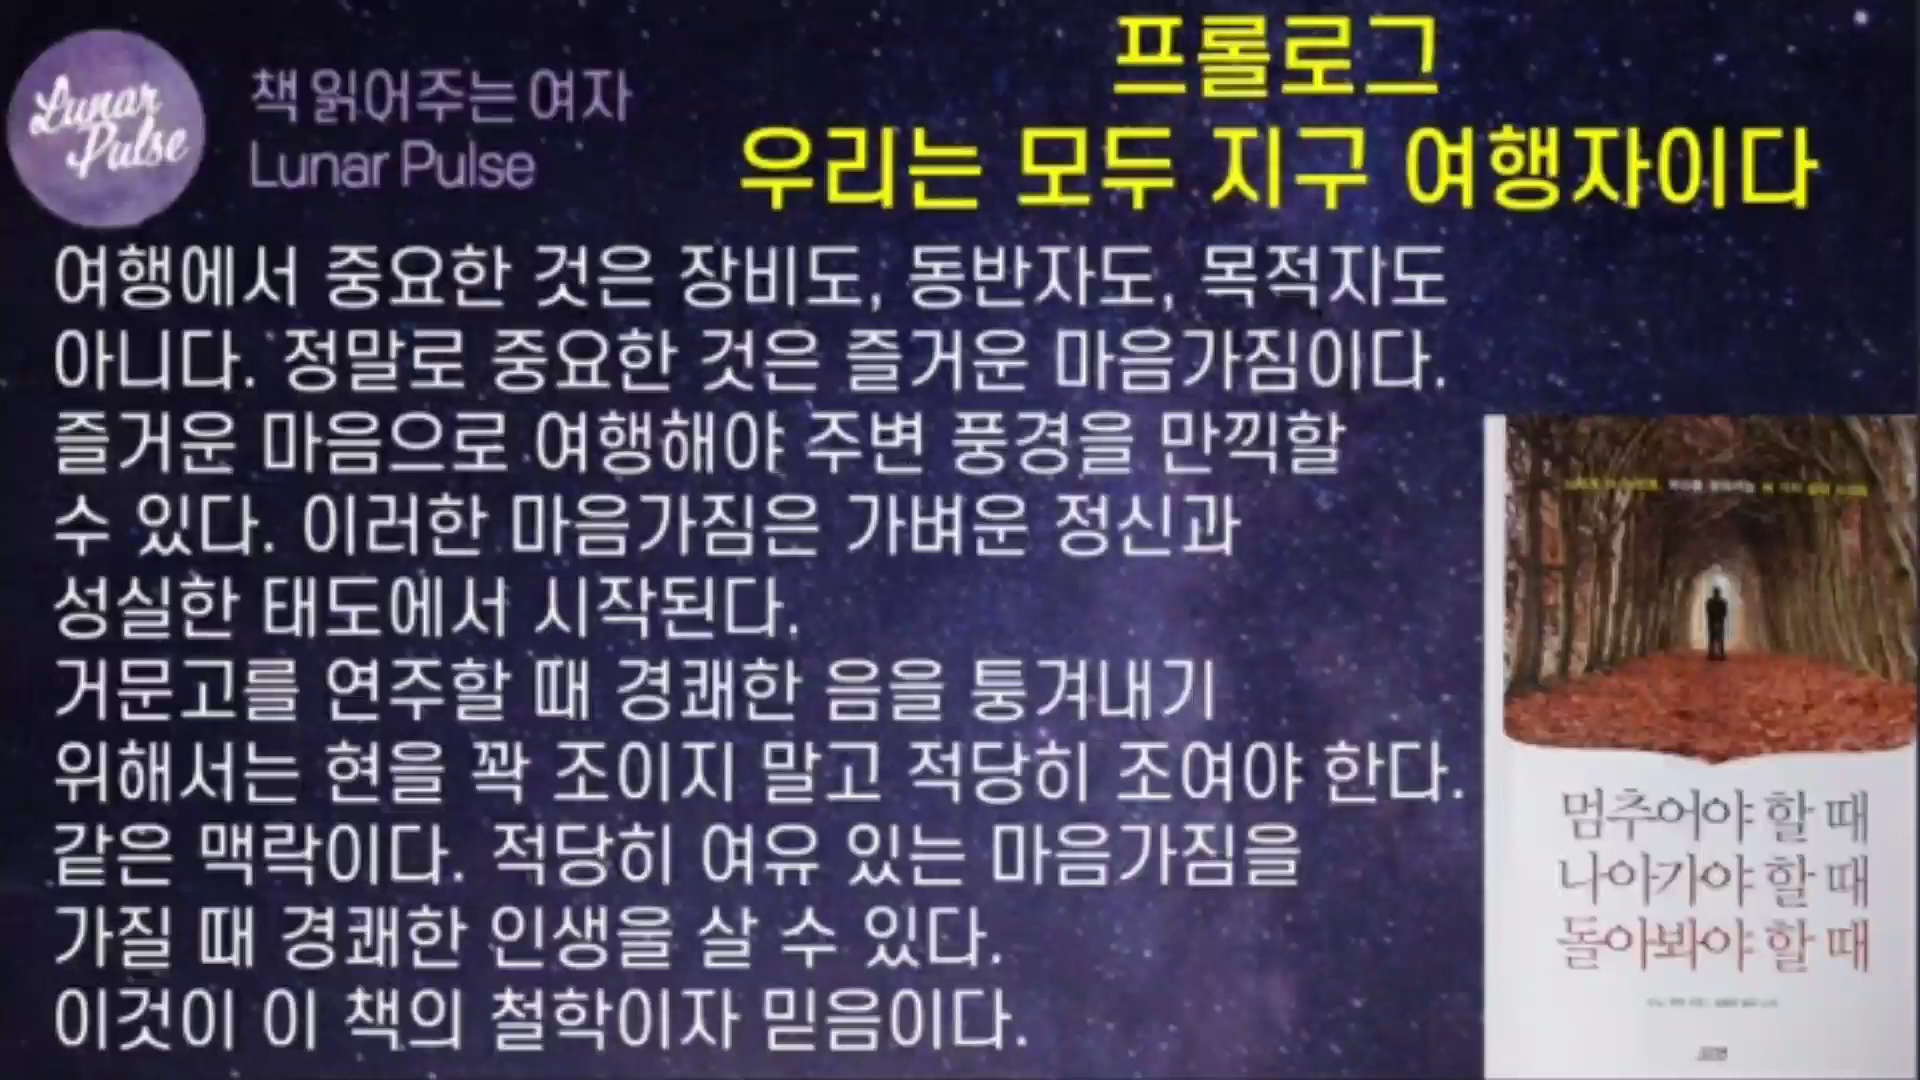 Lunar
Pulse
책 읽어주는 여자
Lunar Pulse
프롤로그
우리는 모두 지구 여행자이다
여행에서 중요한 것은 장비도, 동반자도, 목적지도
아니다. 정말로 중요한 것은 즐거운 마음가짐이다.
즐거운 마음으로 여행해야 주변 풍경을 만끽할
수 있다. 이러한 마음가짐은 가벼운 정신과
성실한 태도에서 시작된다.
거문고를 연주할 때 경쾌한 음을 퉁겨내기
위해서는 현을 꽉 조이지 말고 적당히 조여야 한다.
같은 맥락이다. 적당히 여유 있는 마음가짐을
가질 때 경쾌한 인생을 살 수 있다.
이것이 이 책의 철학이자 믿음이다.
멈추어야 할 때
나아가야 할 때
돌아봐야 할 때